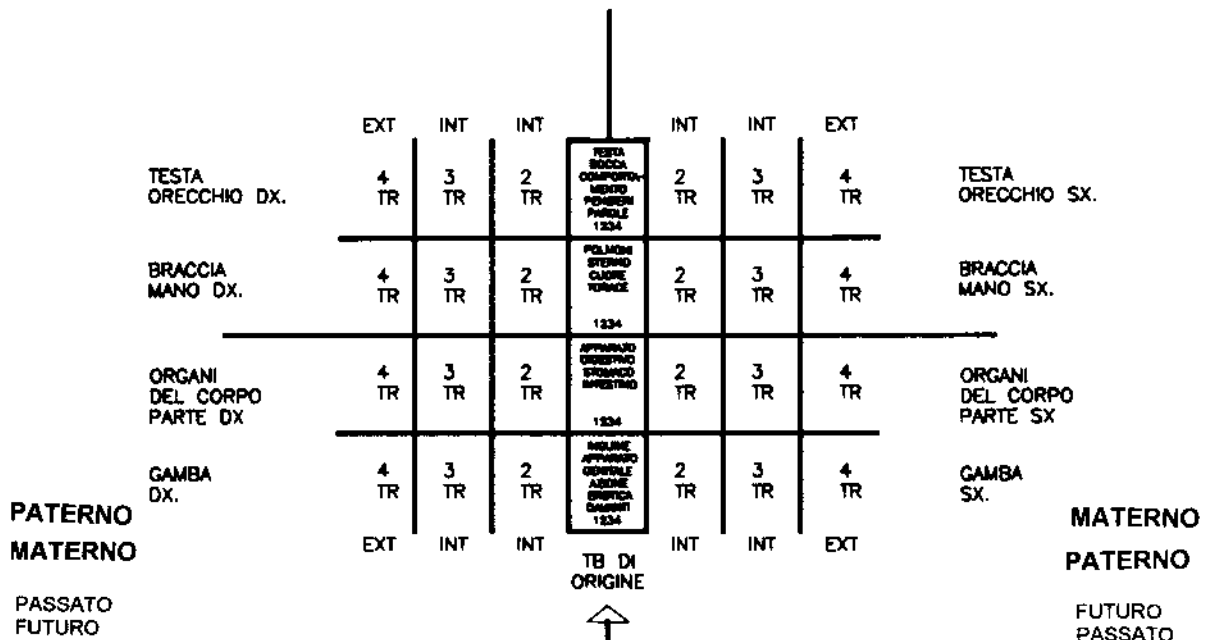 EXT INT INT INT INT EXT
TESTA
ORECCHIO DX.
4 3 2
TR TR TR
TESTA
BOCCA
COMPORTA-
MENTO
PENSIERI
PAROLE
1234
2 3 4
TR TR TR
TESTA
ORECCHIO SX.
BRACCIA
MANO DX.
4 3 2
TR TR TR
POLMONI
STERNO
CUORE
TORACE
1234
2 3 4
TR TR TR
BRACCIA
MANO SX.
ORGANI
DEL CORPO
PARTE DX
4 3 2
TR TR TR
APPARATO
DIGESTIVO
STOMACO
INTESTINO
1234
2 3 4
TR TR TR
ORGANI
DEL CORPO
PARTE SX
GAMBA
DX.
4 3 2
TR TR TR
INGUINE
APPARATO
GENITALE
AZIONE
1234
2 3 4
TR TR TR
GAMBA
SX.
EXT INT INT INT INT EXT
TB DI
ORIGINE
PATERNO
MATERNO
PASSATO
FUTURO
MATERNO
PATERNO
FUTURO
PASSATO